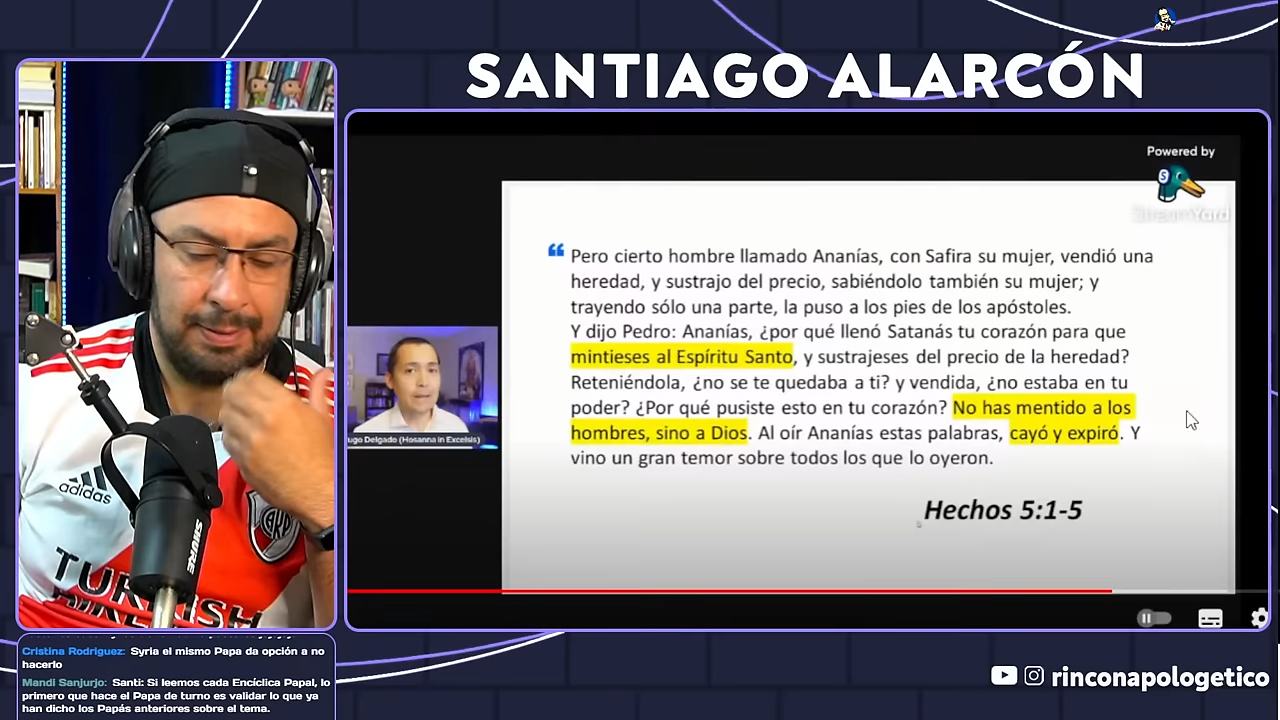 SANTIAGO ALARCÓN
Powered by
StreamYard
“ Pero cierto hombre llamado Ananías, con Safira su mujer, vendió una
heredad, y sustrajo del precio, sabiéndolo también su mujer; y
trayendo sólo una parte, la puso a los pies de los apóstoles.
Y dijo Pedro: Ananías, ¿por qué llenó Satanás tu corazón para que
mintieses al Espíritu Santo, y sustrajeses del precio de la heredad?
Reteniéndola, ¿no se te quedaba a ti? y vendida, ¿no estaba en tu
poder? ¿Por qué pusiste esto en tu corazón? No has mentido a los
hombres, sino a Dios. Al oír Ananías estas palabras, cayó y expiró. Y
vino un gran temor sobre todos los que lo oyeron.
Hechos 5:1-5
ugo Delgado (Hosanna in Excelsis)
adidas
CARP
SHURE
TURKISH
Cristina Rodriguez: Syria el mismo Papa da opción a no
hacerlo
Mandi Sanjurjo: Santi: Si leemos cada Encíclica Papal, lo
primero que hace el Papa de turno es validar lo que ya
han dicho los Papás anteriores sobre el tema.
rinconapologetico